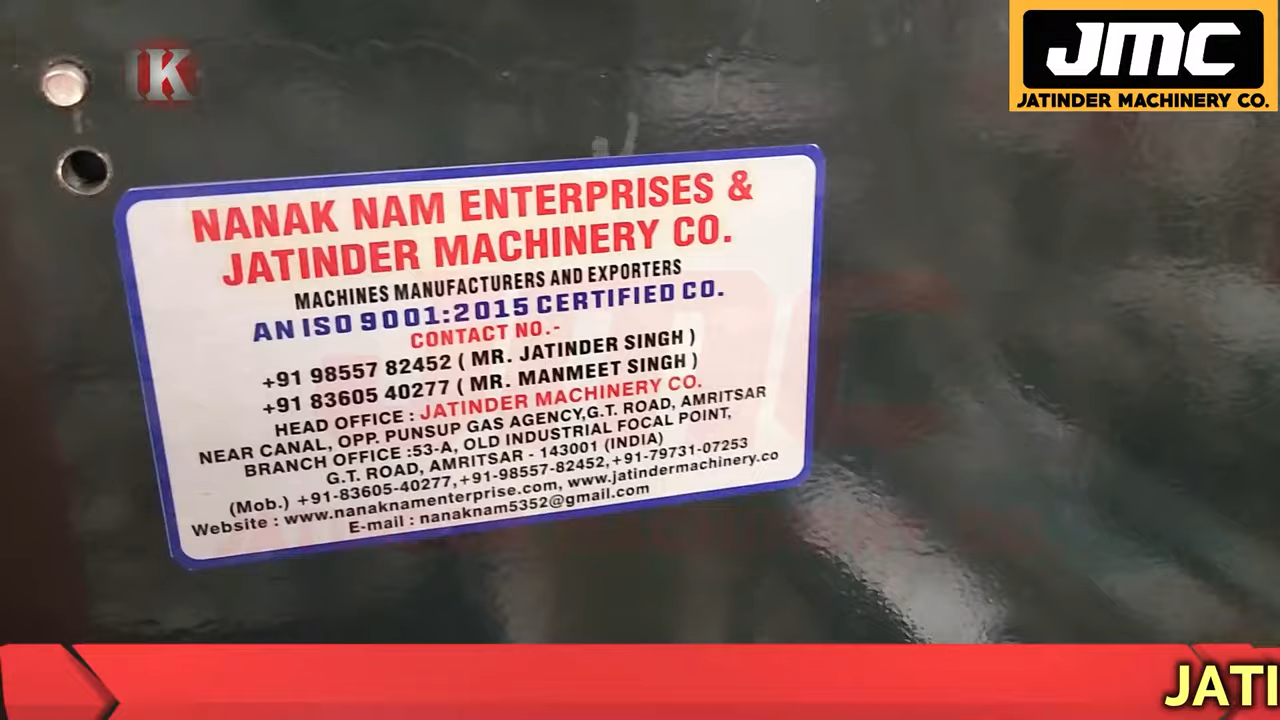 K
JMC
JATINDER MACHINERY CO.
NANAK NAM ENTERPRISES &
JATINDER MACHINERY CO.
MACHINES MANUFACTURERS AND EXPORTERS
AN ISO 9001:2015 CERTIFIED CO.
CONTACT NO.-
+91 98557 82452 ( MR. JATINDER SINGH )
+91 83605 40277 ( MR. MANMEET SINGH )
HEAD OFFICE : JATINDER MACHINERY CO.
NEAR CANAL, OPP. PUNSUP GAS AGENCY,G.T. ROAD, AMRITSAR
BRANCH OFFICE :53-A, OLD INDUSTRIAL FOCAL POINT,
G.T. ROAD, AMRITSAR - 143001 (INDIA)
(Mob.) +91-83605-40277,+91-98557-82452,+91-79731-07253
Website : www.nanaknamenterprise.com, www.jatindermachinery.co
E-mail : nanaknam5352@gmail.com
JATI